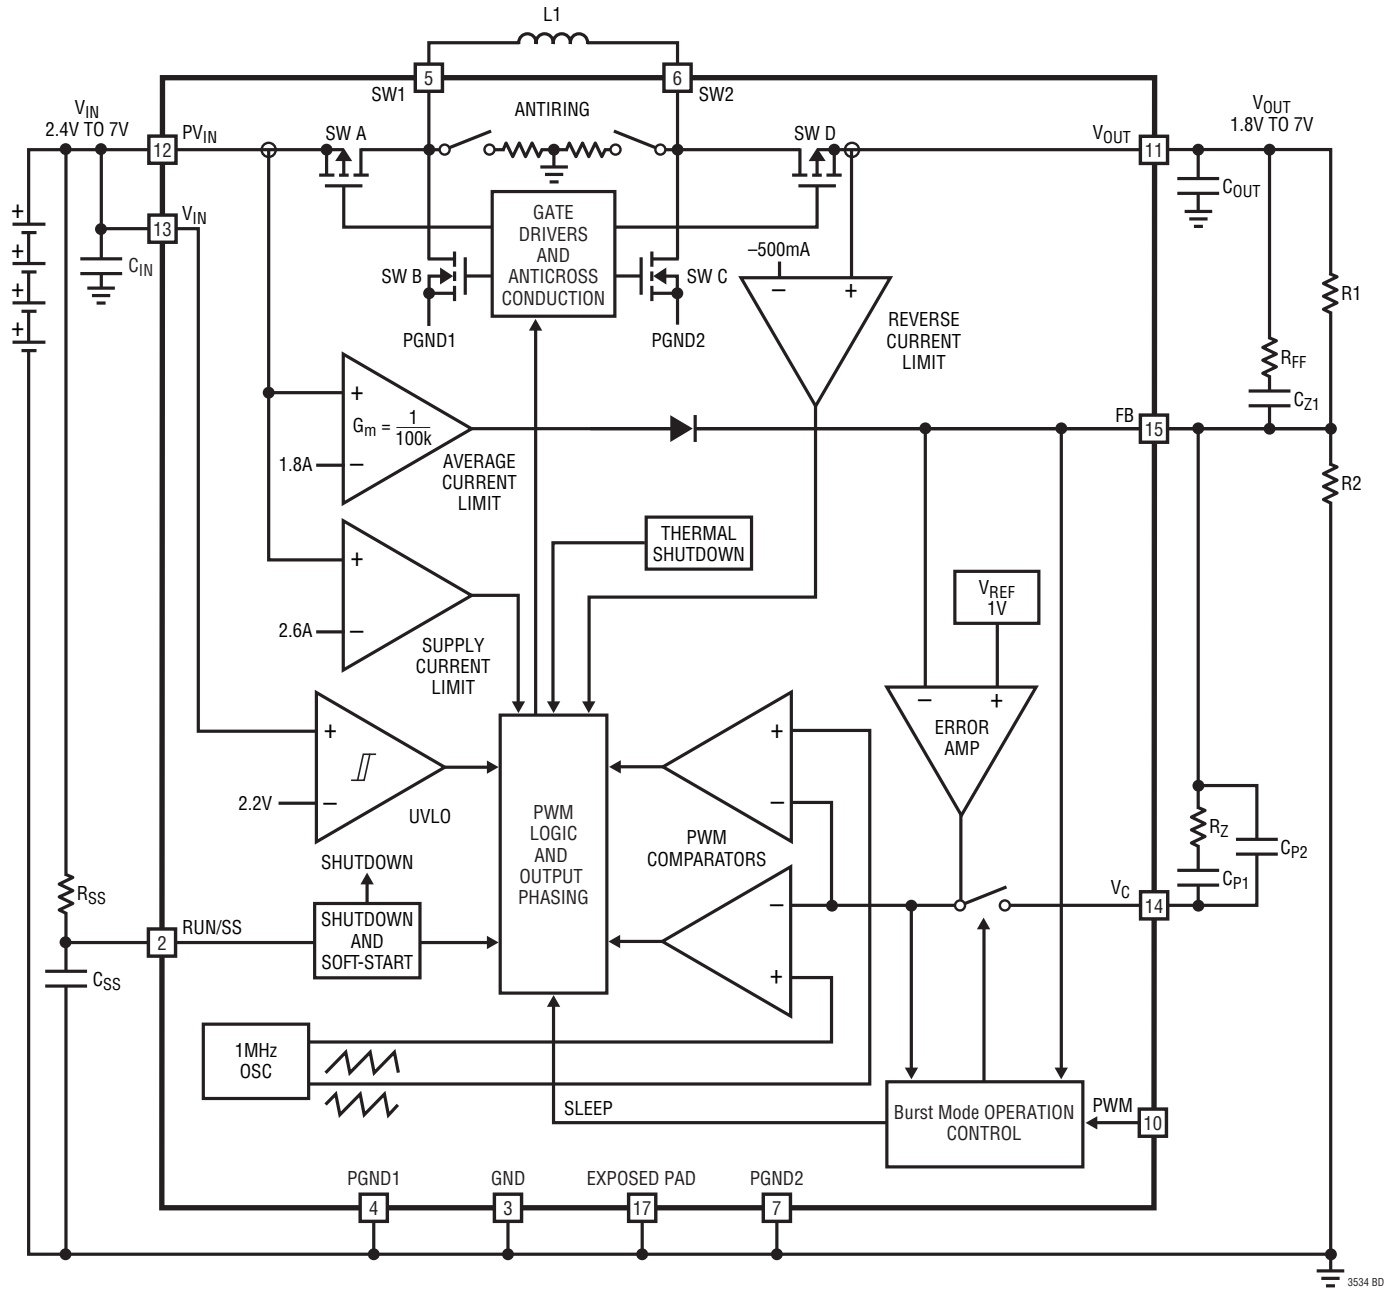 L1
5
6
SW1
SW2
ANTIRING
VIN
2.4V TO 7V
VOUT
1.8V TO 7V
PVIN
SW A
SW D
VOUT
12
11
VIN
13
COUT
+
+
+
+
CIN
GATE
DRIVERS
AND
ANTICROSS
CONDUCTION
SW B
SW C
–500mA
– +
PGND1
PGND2
REVERSE
CURRENT
LIMIT
R1
RFF
CZ1
+
Gm = 1/100k
1.8A
–
AVERAGE
CURRENT
LIMIT
FB
15
R2
THERMAL
SHUTDOWN
+
2.6A
–
SUPPLY
CURRENT
LIMIT
VREF
1V
– +
ERROR
AMP
+
2.2V
–
UVLO
PWM
LOGIC
AND
OUTPUT
PHASING
+
–
PWM
COMPARATORS
–
+
RZ
CP1
CP2
VC
14
SHUTDOWN
RSS
RUN/SS
2
SHUTDOWN
AND
SOFT-START
CSS
1MHz
OSC
SLEEP
Burst Mode OPERATION
CONTROL
PWM
10
PGND1
GND
EXPOSED PAD
PGND2
4
3
17
7
3534 BD